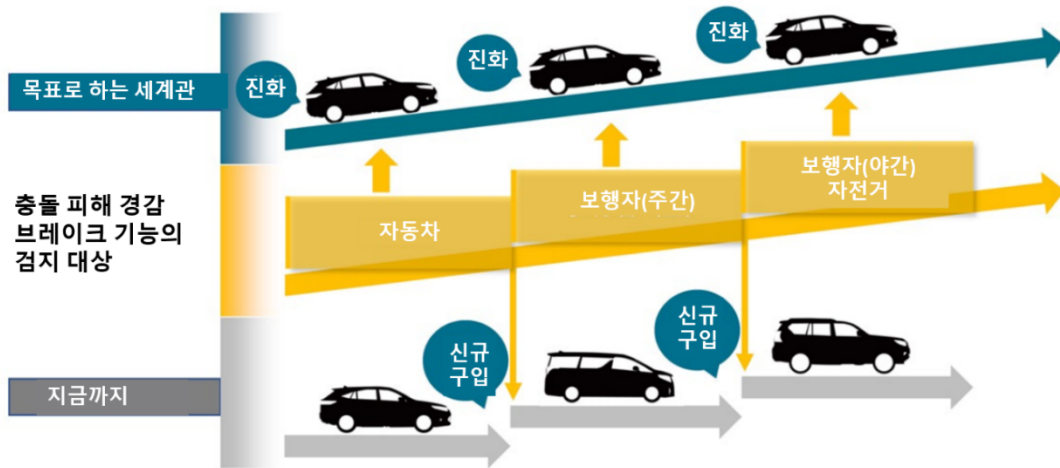 진화
진화
진화
목표로 하는 세계관
충돌 피해 경감
브레이크 기능의
검지 대상
자동차
보행자(주간)
보행자(야간)
자전거
신규
구입
신규
구입
지금까지